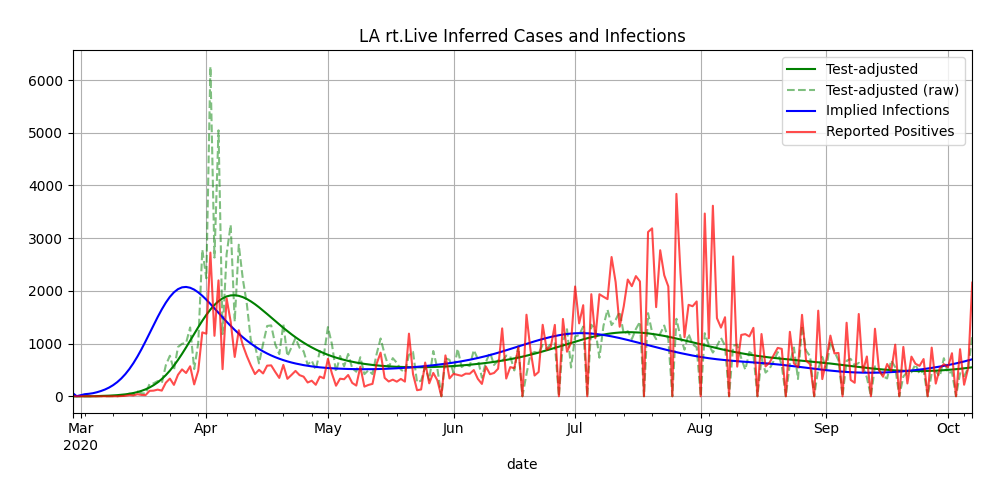 LA rt.Live Inferred Cases and Infections
Test-adjusted
Test-adjusted (raw)
Implied Infections
Reported Positives
6000
5000
4000
3000
2000
1000
0
Mar Apr May Jun Jul Aug Sep Oct
2020
date